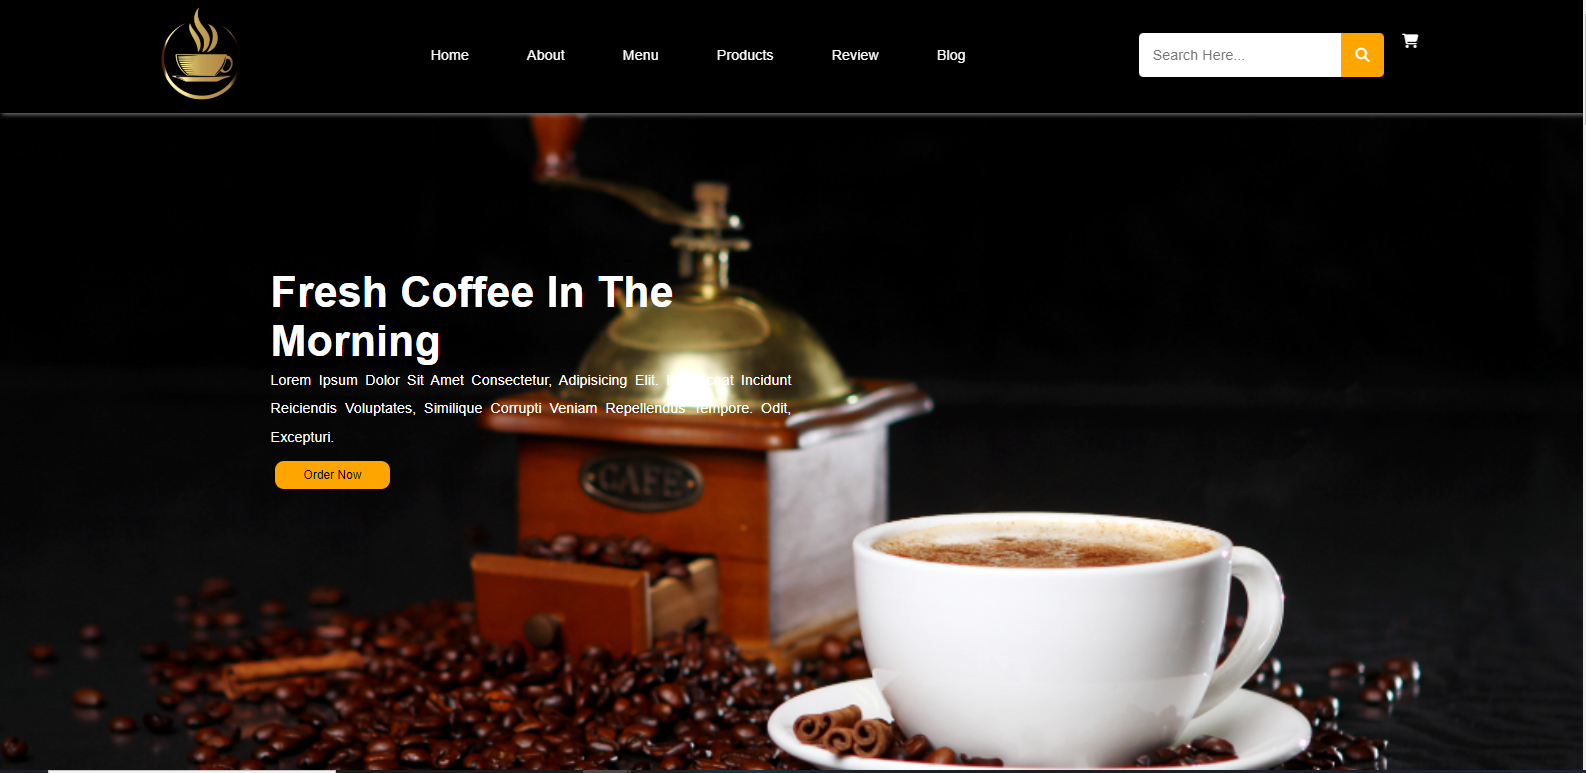 Home About Menu Products Review Blog Search Here...
Fresh Coffee In The
Morning
Lorem Ipsum Dolor Sit Amet Consectetur, Adipisicing Elit. Incidunt
Reiciendis Voluptates, Similique Corrupti Veniam Repellendus Tempore. Odit,
Excepturi.
CAFE
Order Now